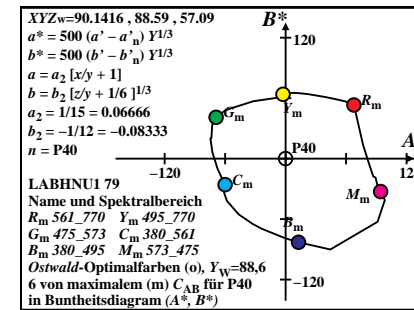 XYZw=90.1416 , 88.59 , 57.09
a* = 500 (a' − a'n) Y1/3
b* = 500 (b' − b'n) Y1/3
a = a2 [x/y + 1]
b = b2 [z/y + 1/6 ]1/3
a2 = 1/15 = 0.06666
b2 = −1/12 = −0.08333
n = P40
B*
120
Rm
Ym
Gm
P40
A
−120
12
Cm
Mm
Bm
−120
LABHNU1 79
Name und Spektralbereich
Rm 561_770 Ym 495_770
Gm 475_573 Cm 380_561
Bm 380_495 Mm 573_475
Ostwald-Optimalfarben (o), YW=88,6
6 von maximalem (m) CAB für P40
in Buntheitsdiagram (A*, B*)